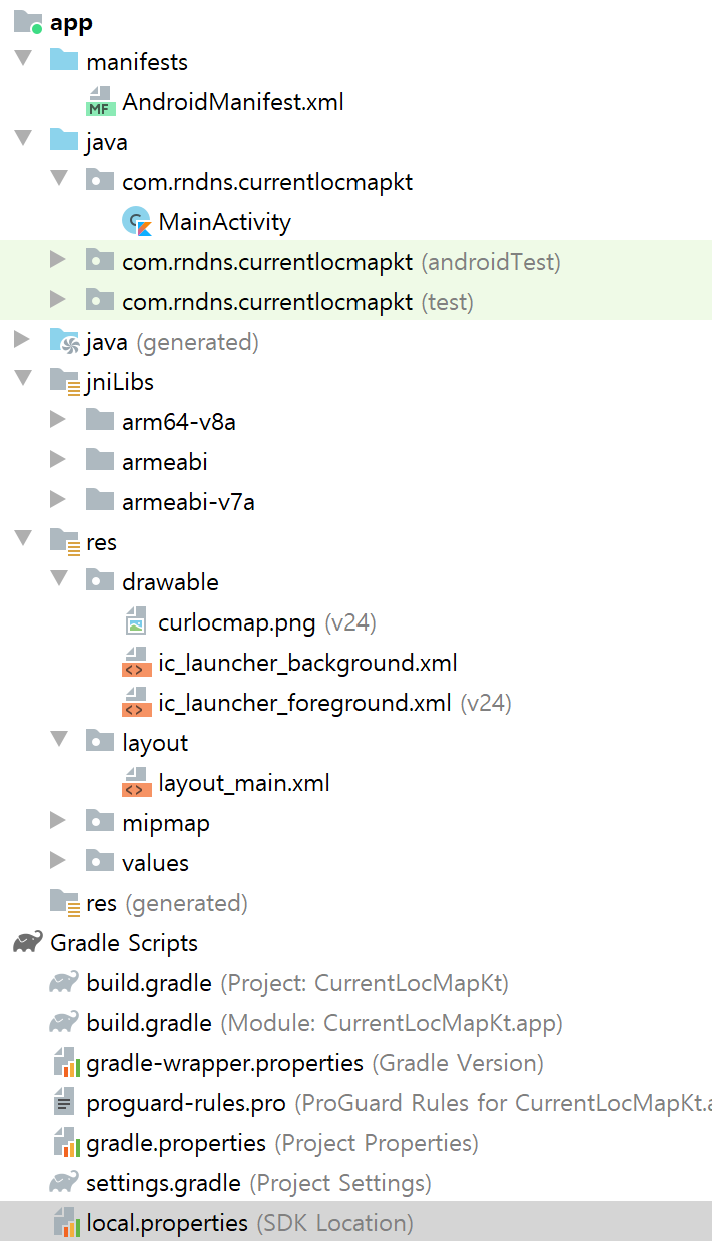 app
manifests
MF AndroidManifest.xml
java
com.rndns.currentlocmapkt
C MainActivity
com.rndns.currentlocmapkt (androidTest)
com.rndns.currentlocmapkt (test)
java (generated)
jniLibs
arm64-v8a
armeabi
armeabi-v7a
res
drawable
curlocmap.png (v24)
<> ic_launcher_background.xml
<> ic_launcher_foreground.xml (v24)
layout
<> layout_main.xml
mipmap
values
res (generated)
Gradle Scripts
build.gradle (Project: CurrentLocMapKt)
build.gradle (Module: CurrentLocMapKt.app)
gradle-wrapper.properties (Gradle Version)
proguard-rules.pro (ProGuard Rules for CurrentLocMapKt.a
gradle.properties (Project Properties)
settings.gradle (Project Settings)
local.properties (SDK Location)